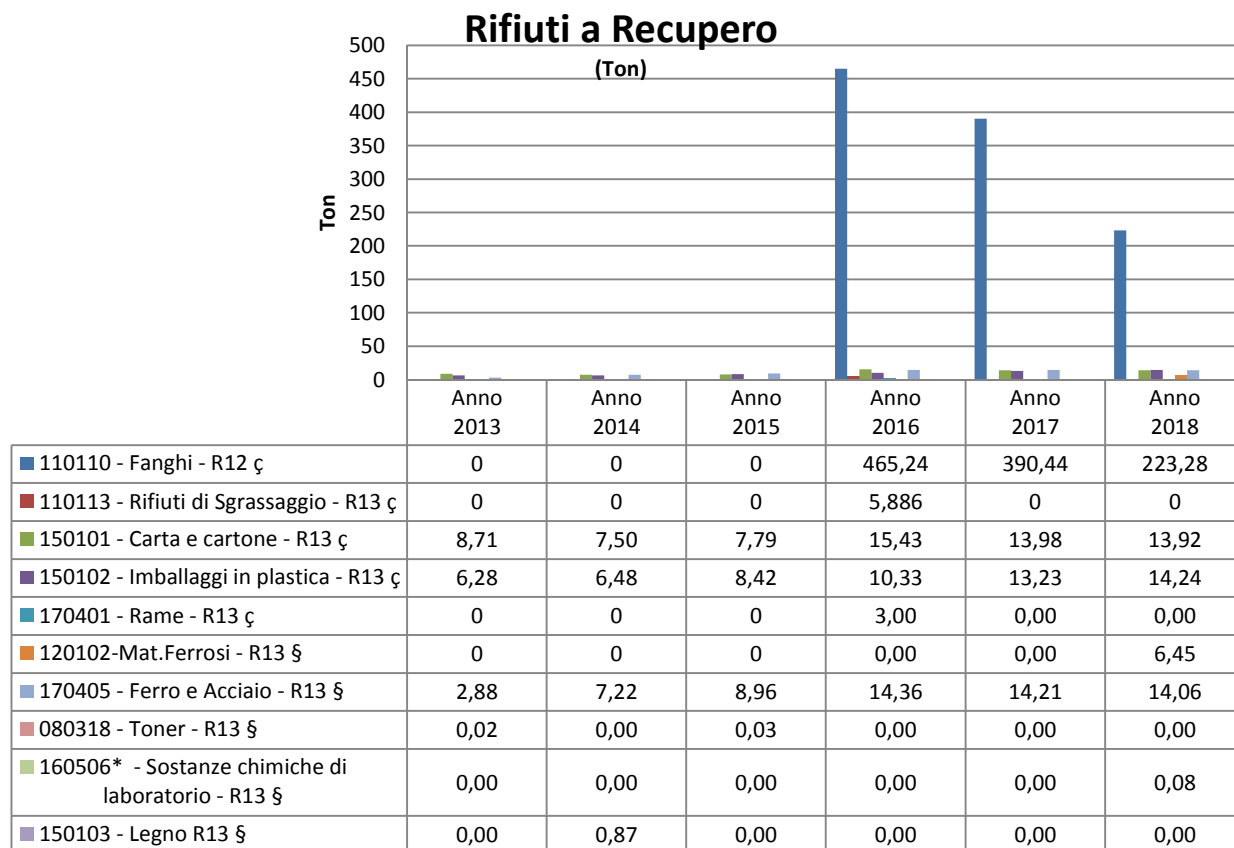 Rifiuti a Recupero
(Ton)
Ton
500
450
400
350
300
250
200
150
100
50
0
Anno 2013
Anno 2014
Anno 2015
Anno 2016
Anno 2017
Anno 2018
110110 - Fanghi - R12 ç 0 0 0 465,24 390,44 223,28
110113 - Rifiuti di Sgrassaggio - R13 ç 0 0 0 5,886 0 0
150101 - Carta e cartone - R13 ç 8,71 7,50 7,79 15,43 13,98 13,92
150102 - Imballaggi in plastica - R13 ç 6,28 6,48 8,42 10,33 13,23 14,24
170401 - Rame - R13 ç 0 0 0 3,00 0,00 0,00
120102-Mat.Ferrosi - R13 § 0 0 0 0,00 0,00 6,45
170405 - Ferro e Acciaio - R13 § 2,88 7,22 8,96 14,36 14,21 14,06
080318 - Toner - R13 § 0,02 0,00 0,03 0,00 0,00 0,00
160506* - Sostanze chimiche di
laboratorio - R13 § 0,00 0,00 0,00 0,00 0,00 0,08
150103 - Legno R13 § 0,00 0,87 0,00 0,00 0,00 0,00